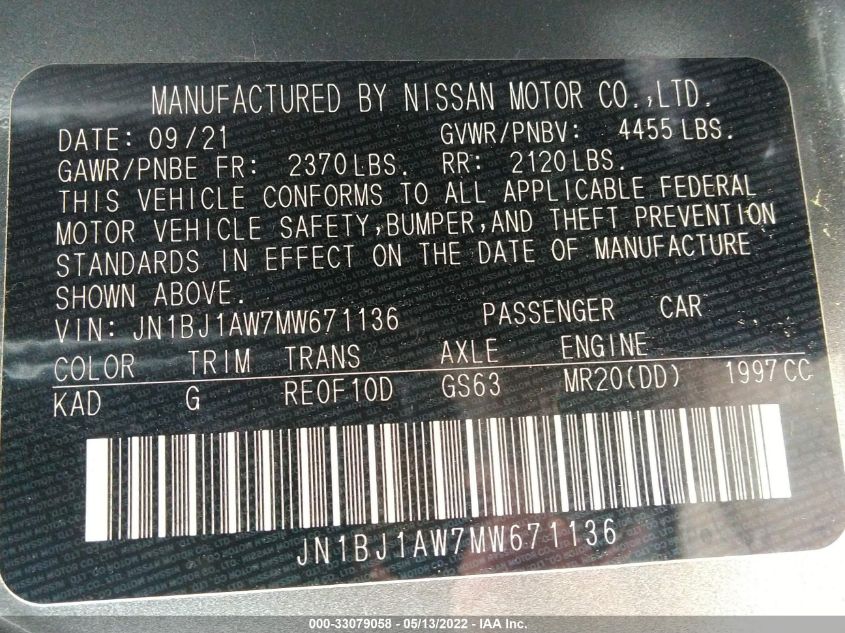 MANUFACTURED BY NISSAN MOTOR CO.,LTD.
DATE: 09/21 GVWR/PNBV: 4455 LBS.
GAWR/PNBE FR: 2370 LBS. RR: 2120 LBS.
THIS VEHICLE CONFORMS TO ALL APPLICABLE FEDERAL
MOTOR VEHICLE SAFETY,BUMPER,AND THEFT PREVENTION
STANDARDS IN EFFECT ON THE DATE OF MANUFACTURE
SHOWN ABOVE.
VIN: JN1BJ1AW7MW671136 PASSENGER CAR
COLOR TRIM TRANS AXLE ENGINE
KAD G RE0F10D GS63 MR20(DD) 1997 CC
JN1BJ1AW7MW671136
000-33079058 - 05/13/2022 - IAA Inc.